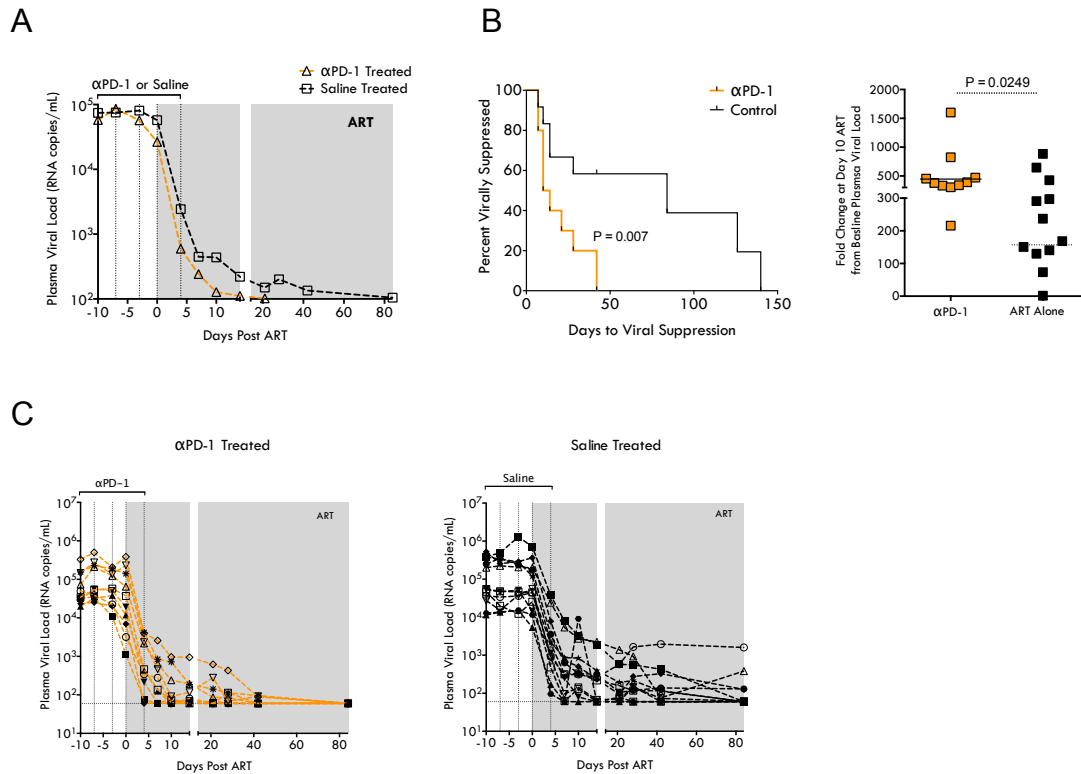 A
αPD-1 Treated
Saline Treated
αPD-1 or Saline
ART
Plasma Viral Load (RNA copies/mL)
10^5
10^4
10^3
10^2
-10 -5 0 5 10 20 40 60 80
Days Post ART
B
αPD-1
Control
Percent Virally Suppressed
100
80
60
40
20
0
P = 0.007
0 50 100 150
Days to Viral Suppression
P = 0.0249
Fold Change at Day 10 ART
from Basline Plasmsa Viral Load
2000
1500
1000
500
300
200
100
0
αPD-1 ART Alone
C
αPD-1 Treated
αPD-1
ART
Plasma Viral Load (RNA copies/mL)
10^7
10^6
10^5
10^4
10^3
10^2
10^1
-10 -5 0 5 10 20 40 60 80
Days Post ART
Saline Treated
Saline
ART
Plasma Viral Load (RNA copies/mL)
10^7
10^6
10^5
10^4
10^3
10^2
10^1
-10 -5 0 5 10 20 40 60 80
Days Post ART